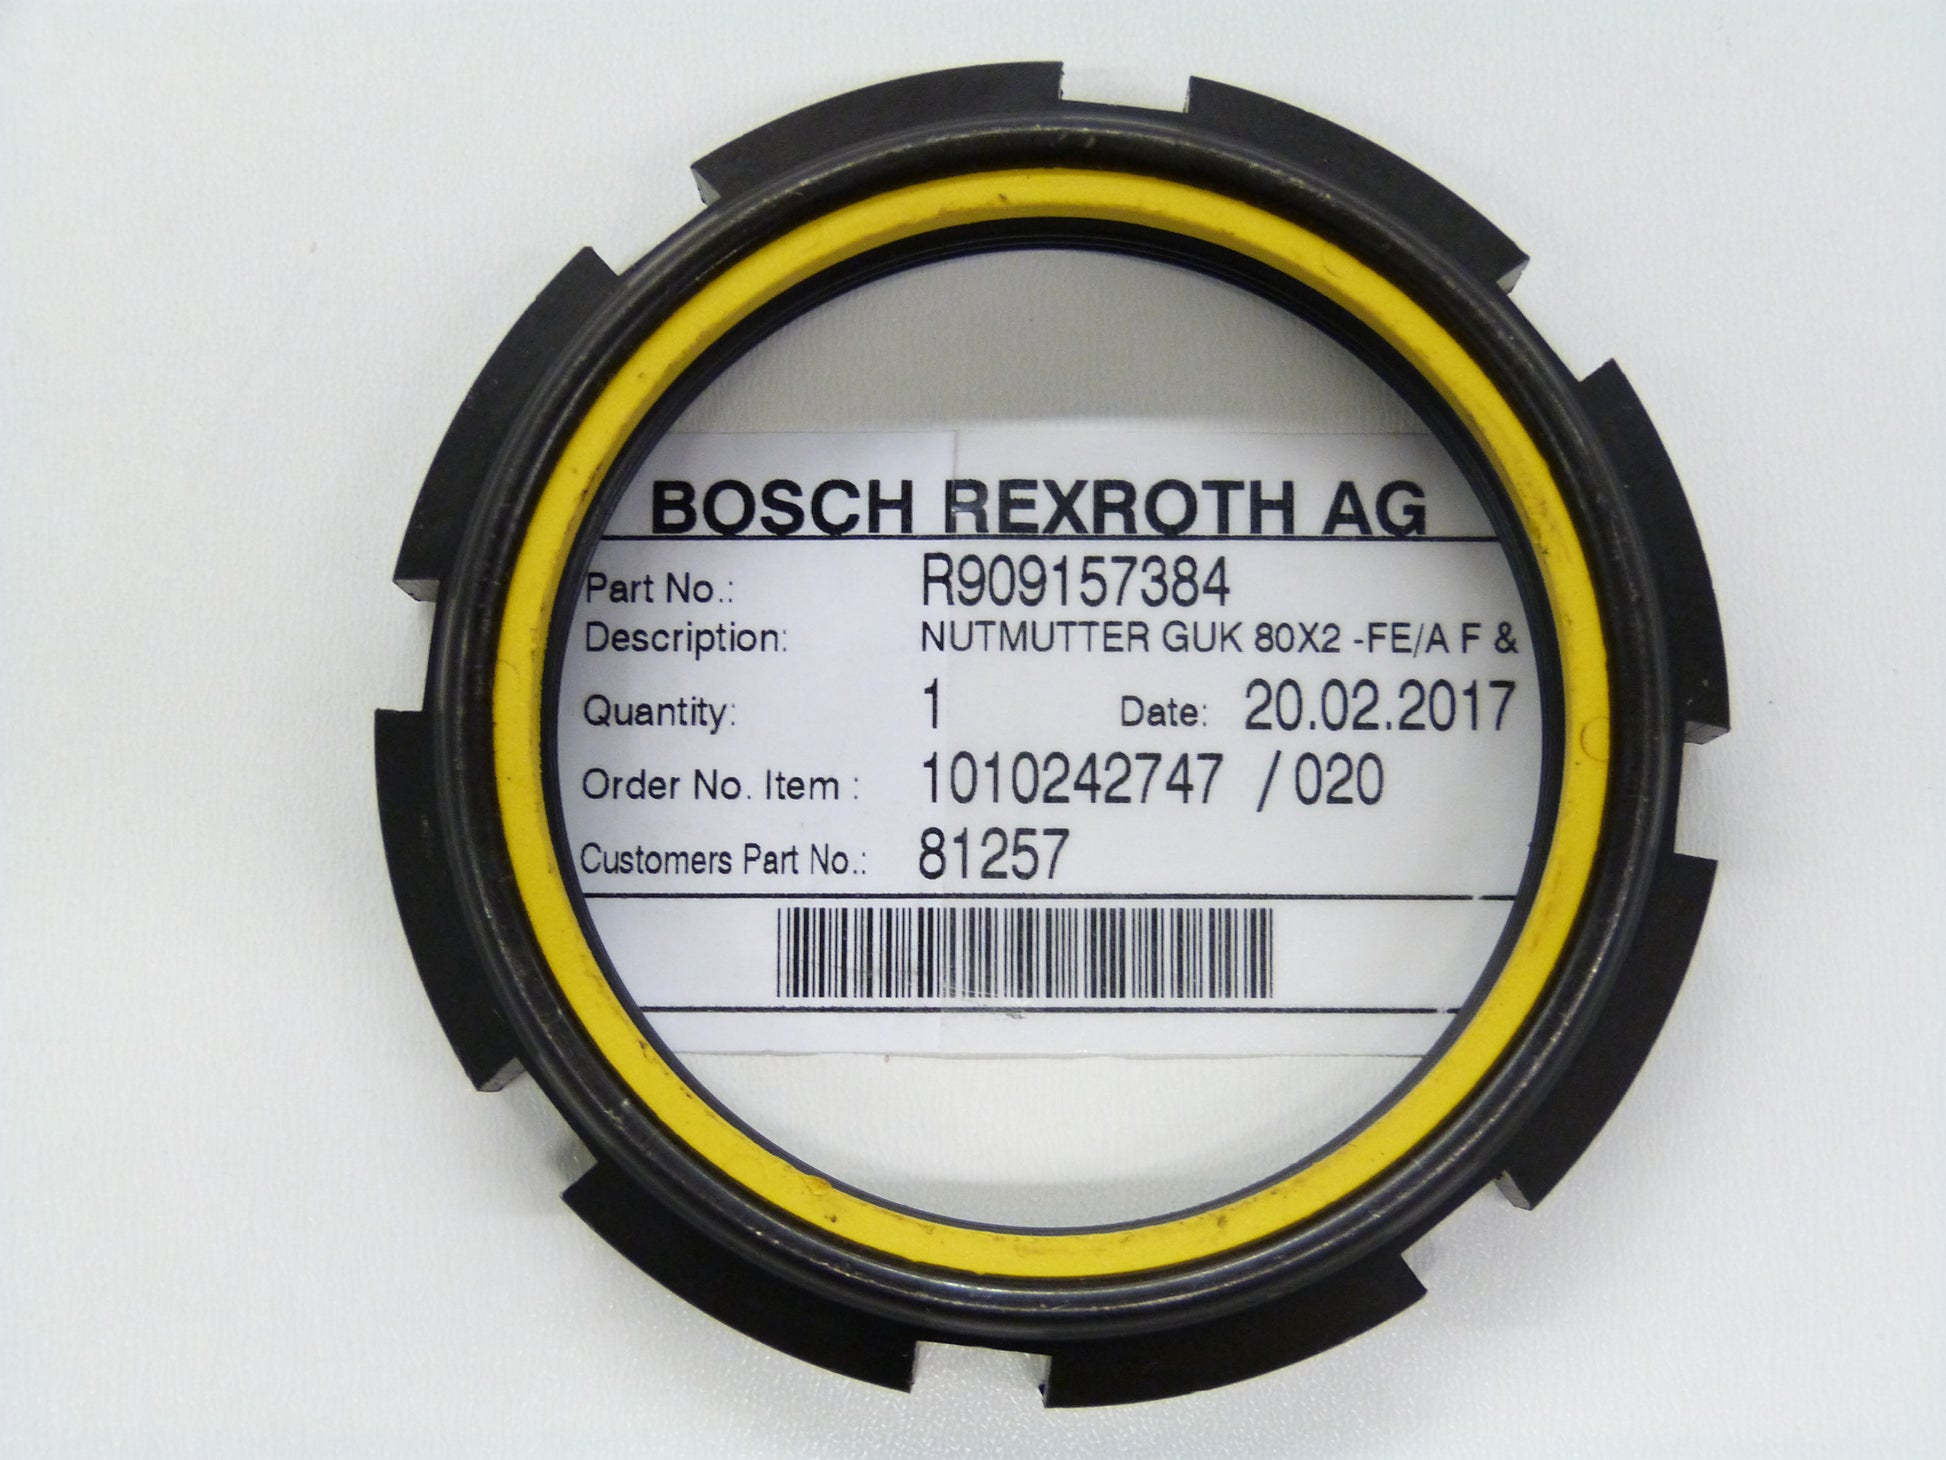 BOSCH REXROTH AG
Part No.: R909157384
Description: NUTMUTTER GUK 80X2 -FE/A F &
Quantity: 1 Date: 20.02.2017
Order No. Item : 1010242747 / 020
Customers Part No.: 81257